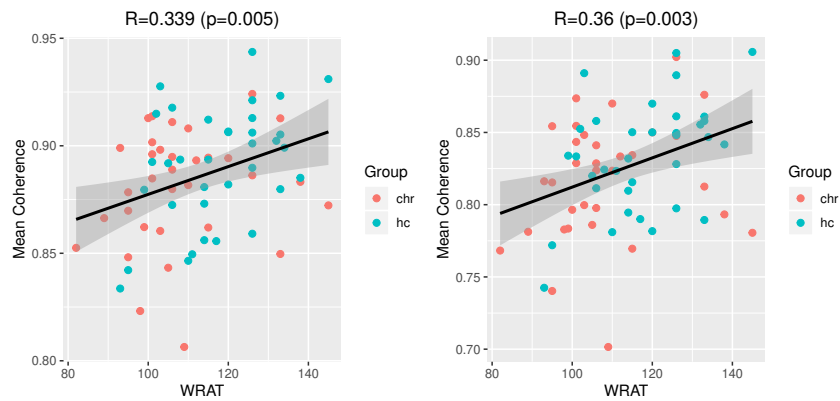 R=0.339 (p=0.005)
Mean Coherence
0.95
0.90
0.85
0.80
80 100 120 140
WRAT
Group
chr
hc
R=0.36 (p=0.003)
Mean Coherence
0.90
0.85
0.80
0.75
0.70
80 100 120 140
WRAT
Group
chr
hc